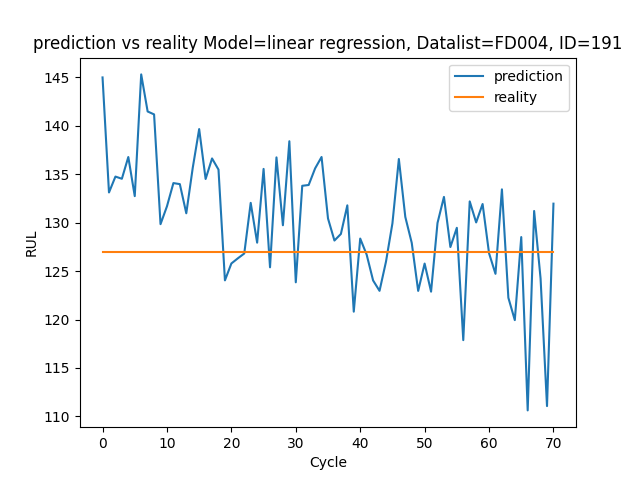 prediction vs reality Model=linear regression, Datalist=FD004, ID=191
prediction
reality
145
140
135
130
125
120
115
110
RUL
0 10 20 30 40 50 60 70
Cycle